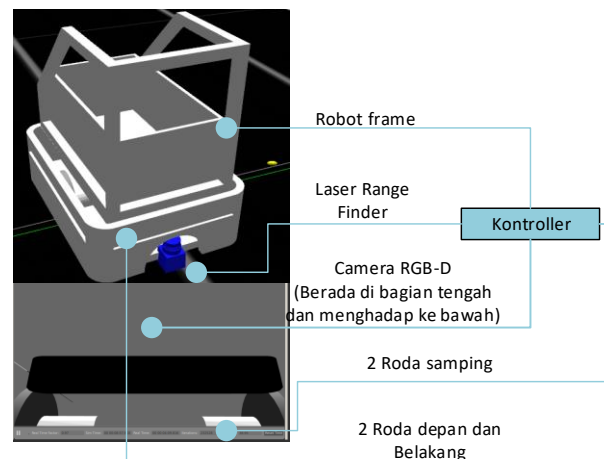 Robot frame
Laser Range
Finder
Kontroller
Camera RGB-D
(Berada di bagian tengah
dan menghadap ke bawah)
2 Roda samping
2 Roda depan dan
Belakang